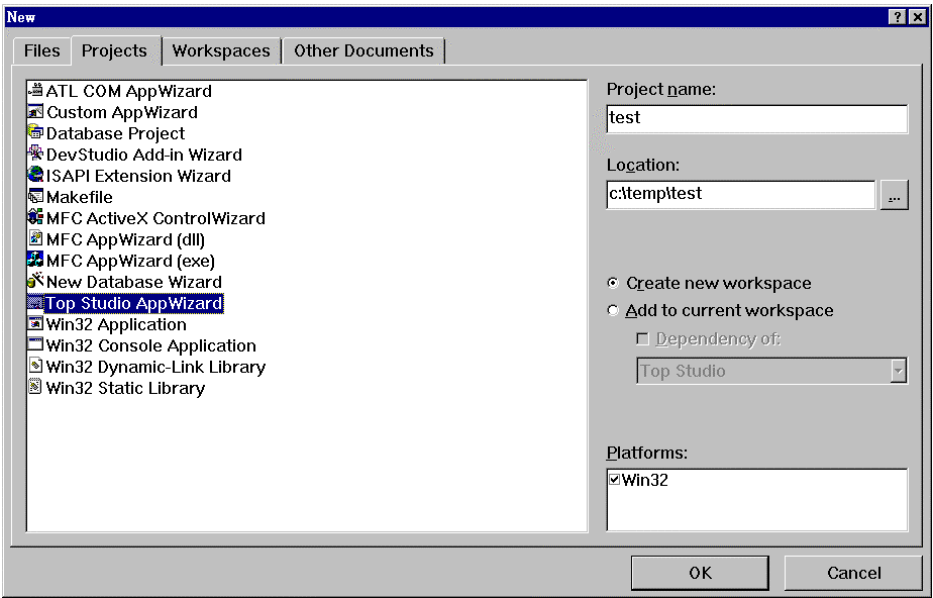 New
Files Projects Workspaces Other Documents
ATL COM AppWizard
Custom AppWizard
Database Project
DevStudio Add-in Wizard
ISAPI Extension Wizard
Makefile
MFC ActiveX ControlWizard
MFC AppWizard (dll)
MFC AppWizard (exe)
New Database Wizard
Top Studio AppWizard
Win32 Application
Win32 Console Application
Win32 Dynamic-Link Library
Win32 Static Library
Project name:
test
Location:
c:\temp\test
...
Create new workspace
Add to current workspace
Dependency of:
Top Studio
Platforms:
Win32
OK Cancel